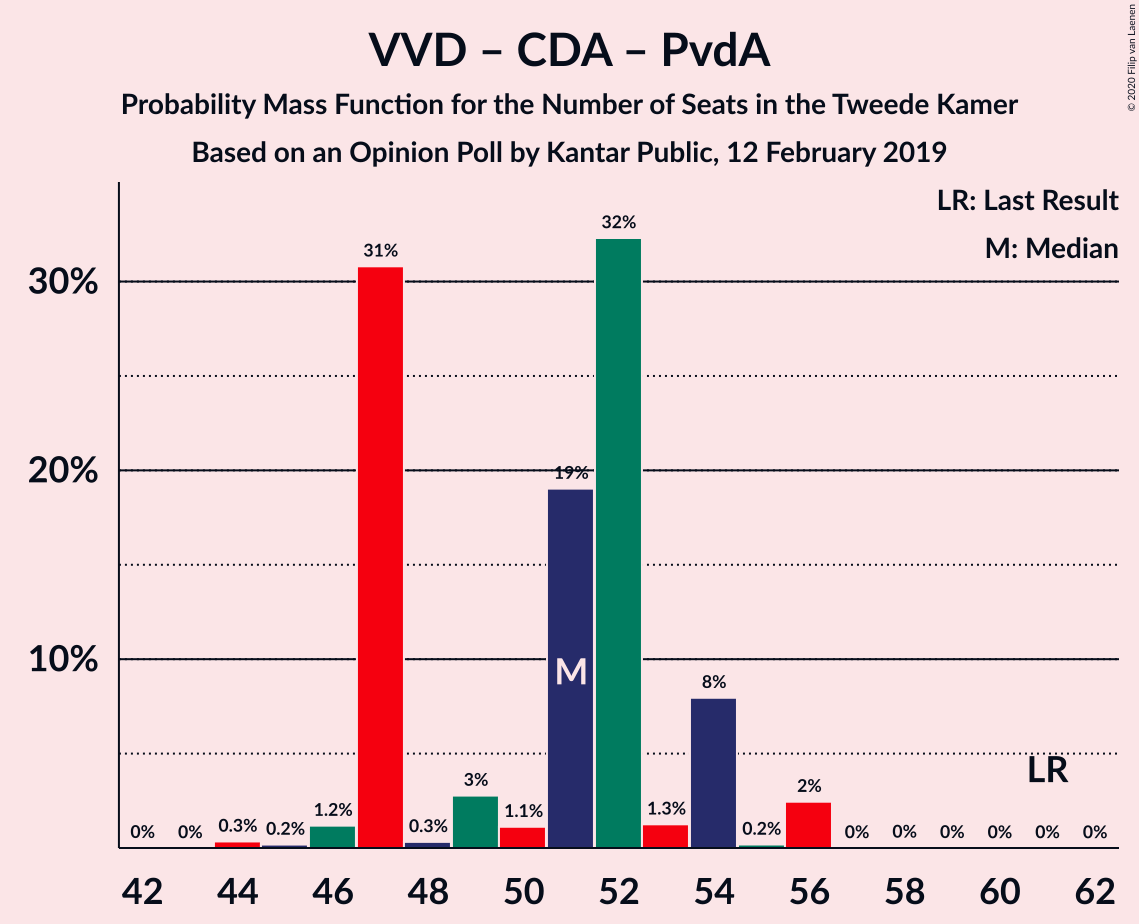 © 2020 Filip van Laenen
VVD – CDA – PvdA
Probability Mass Function for the Number of Seats in the Tweede Kamer
Based on an Opinion Poll by Kantar Public, 12 February 2019
LR: Last Result
M: Median
30%
20%
10%
0% 0% 0.3% 0.2% 1.2% 31% 0.3% 3% 1.1% 19% 32% 1.3% 8% 0.2% 2% 0% 0% 0% 0% 0% 0%
M
LR
42 44 46 48 50 52 54 56 58 60 62